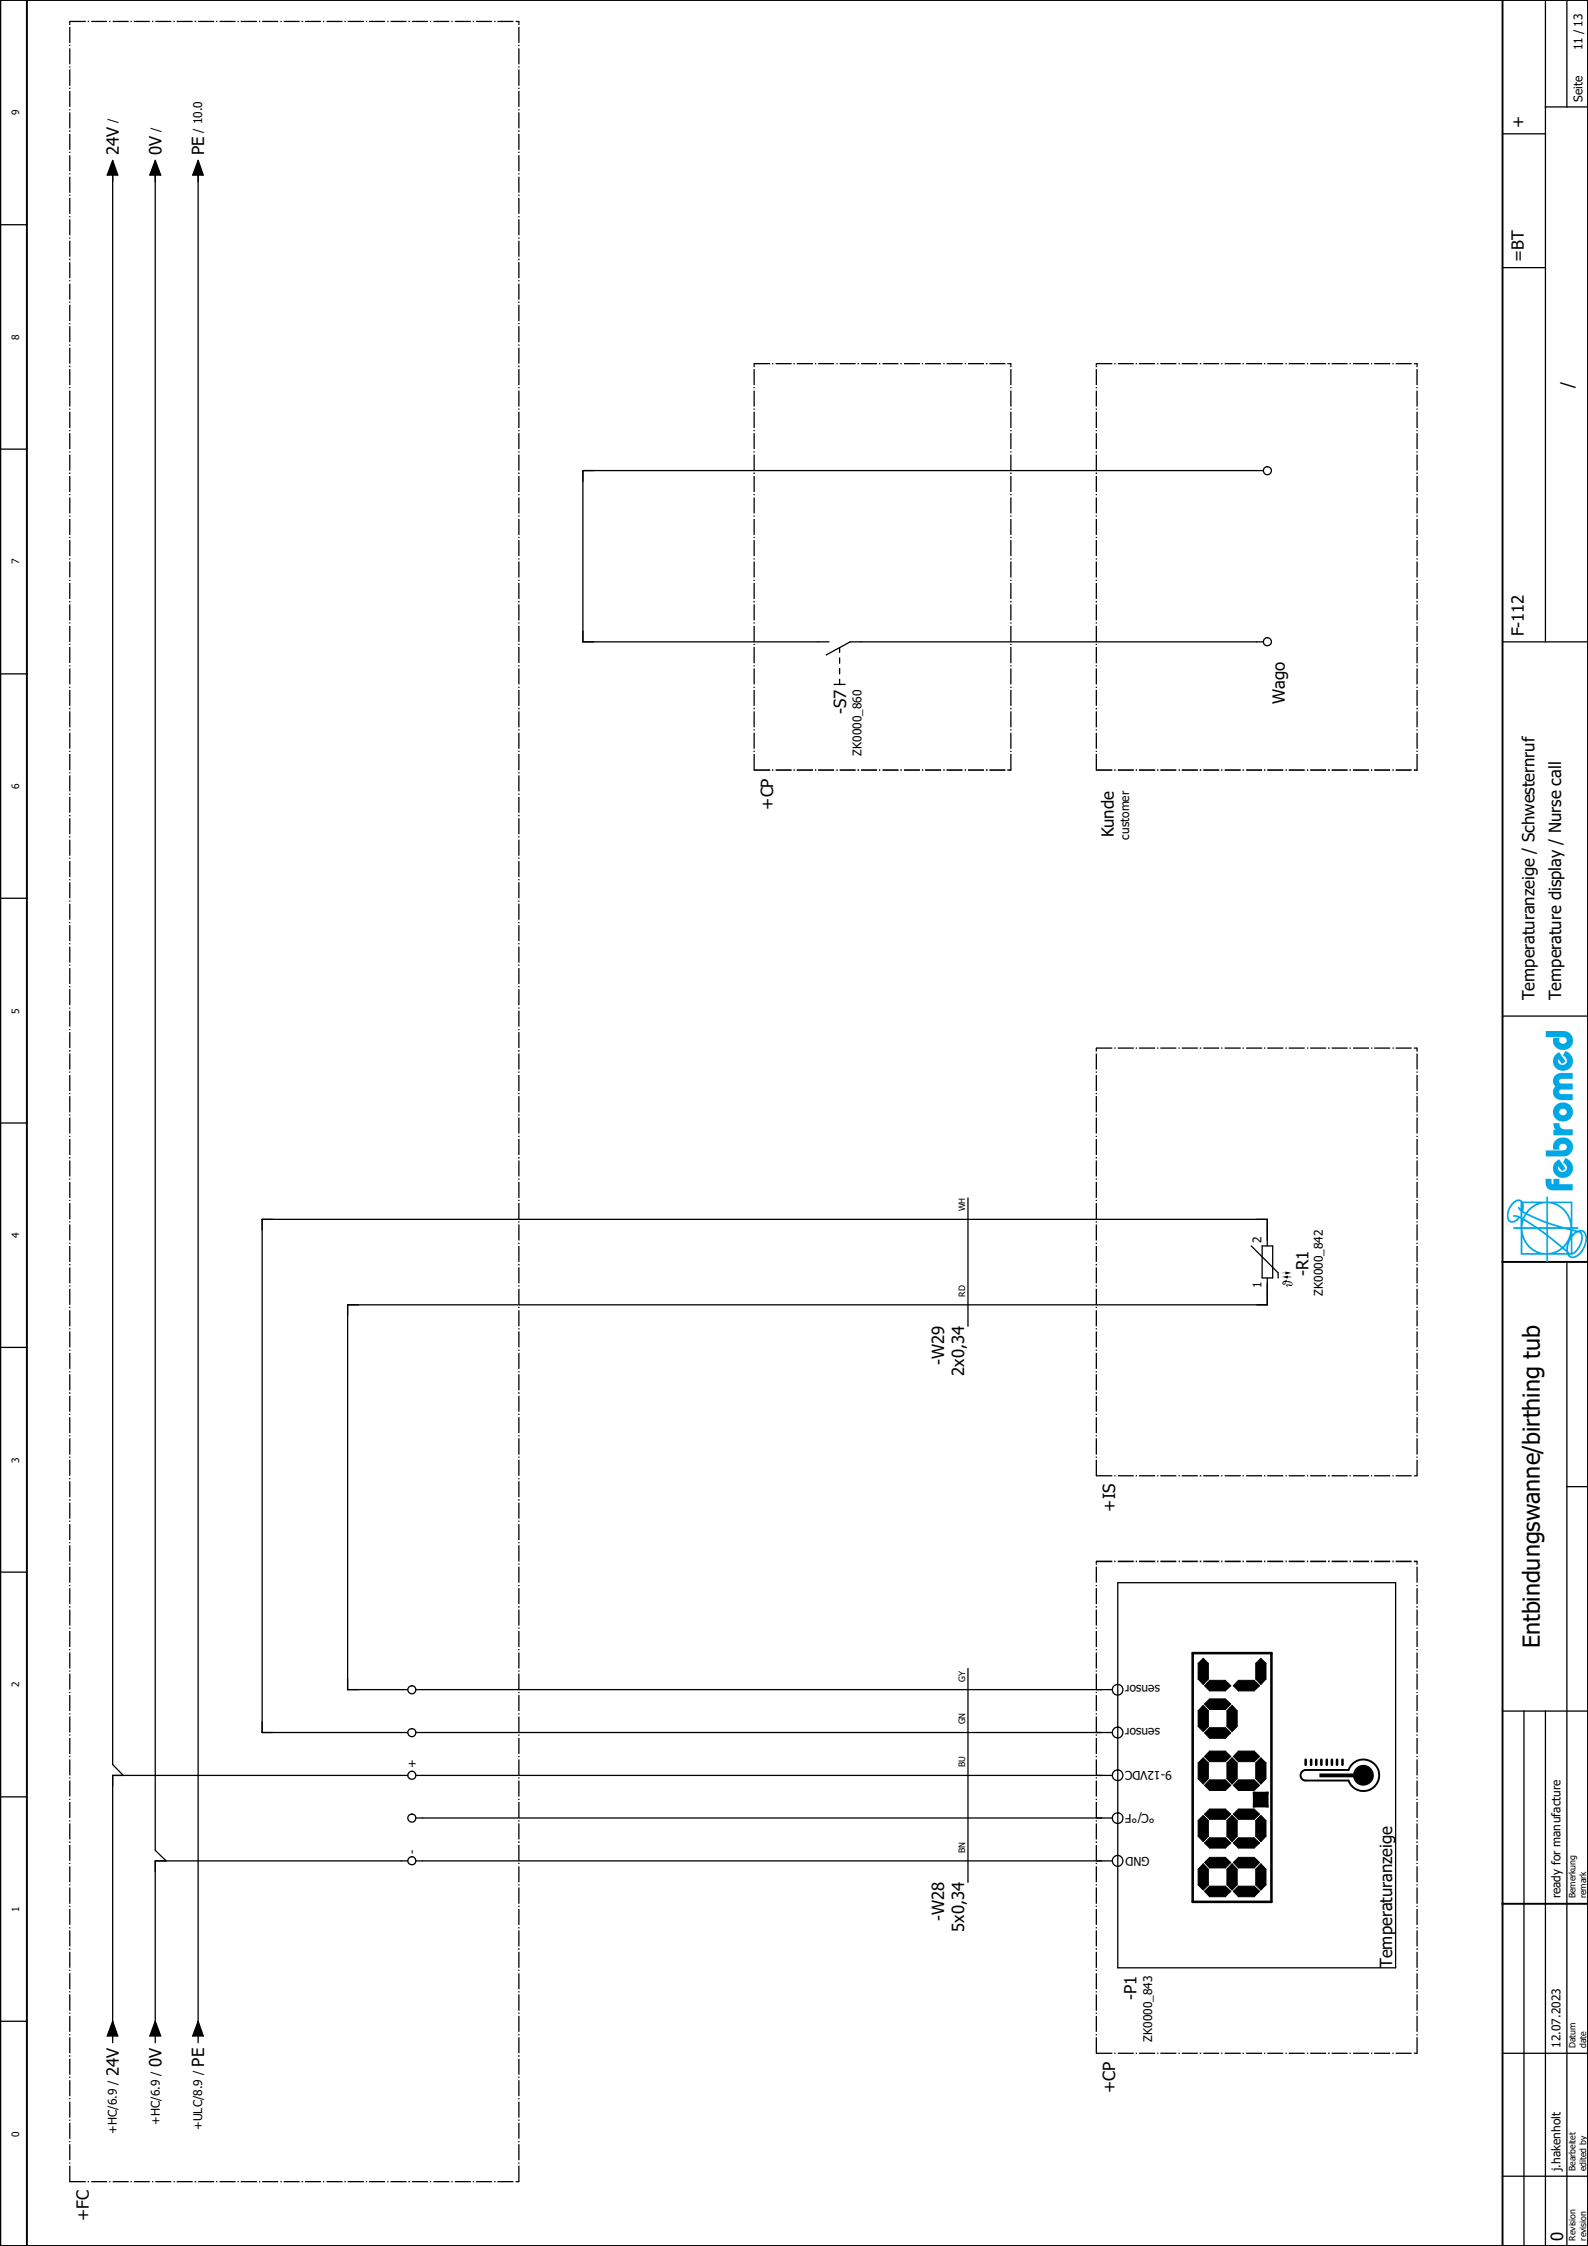 0
1
2
3
4
5
6
7
8
9
+FC
+HC/6.9 / 24V
24V /
+HC/6.9 / 0V
0V /
+ULC/8.9 / PE
PE / 10.0
-
+
-W28
5x0,34
BN
BU
GN
GY
-W29
2x0,34
RD
WH
+CP
-S7
ZK0000_860
Kunde
customer
Wago
+CP
-P1
ZK0000_843
GND
°C/°F
9-12VDC
sensor
sensor
88.8°C
Temperaturanzeige
+IS
1
2
ϑ
-R1
ZK0000_842
0
Revision
revision
j.hakenholt
Bearbeitet
edited by
12.07.2023
Datum
date
ready for manufacture
Bemerkung
remark
Entbindungswanne/birthing tub
febromed
Temperaturanzeige / Schwesternruf
Temperature display / Nurse call
F-112
=BT
+
/
Seite
11 / 13